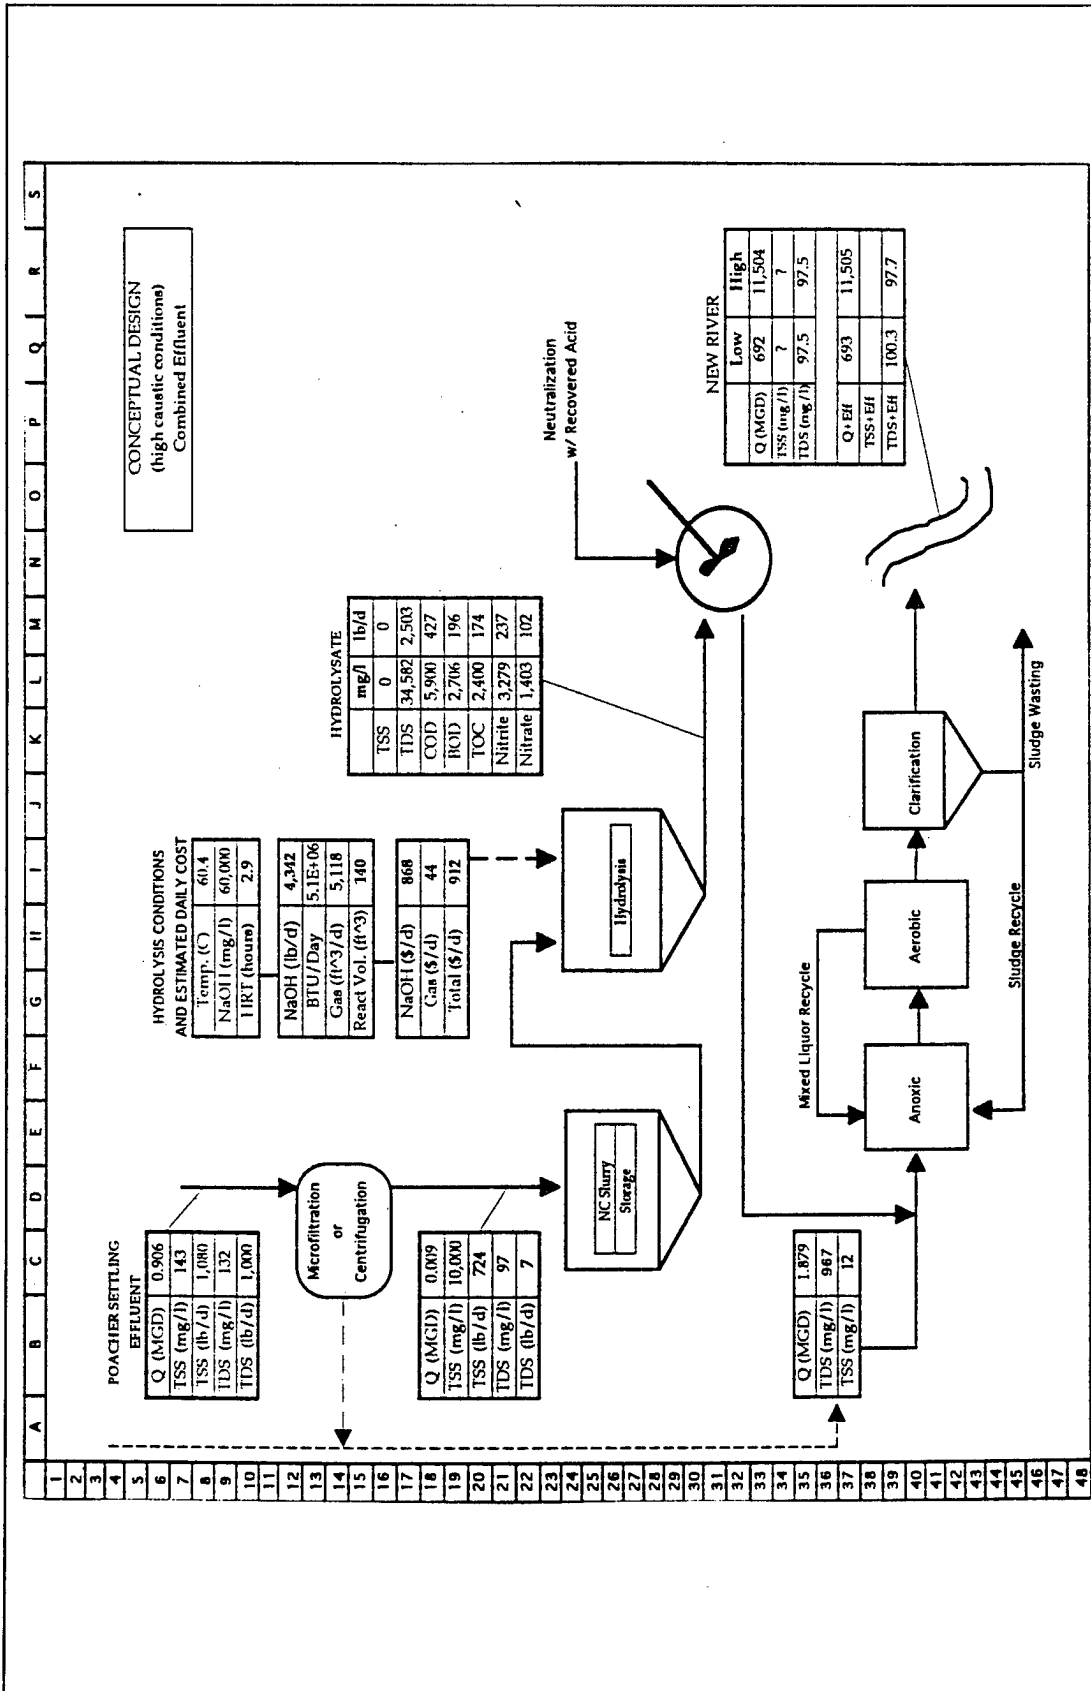 A B C D E F G H I J K L M N O P Q R S
1
2
3
4
5
6
7
8
9
10
11
12
13
14
15
16
17
18
19
20
21
22
23
24
25
26
27
28
29
30
31
32
33
34
35
36
37
38
39
40
41
42
43
44
45
46
47
48
CONCEPTUAL DESIGN
(high caustic conditions)
Combined Effluent
POACHER SETTLING
EFFLUENT
Q (MGD) 0.906
TSS (mg/l) 143
TSS (lb/d) 1,080
TDS (mg/l) 132
TDS (lb/d) 1,000
Microfiltration
or
Centrifugation
Q (MGD) 0.009
TSS (mg/l) 10,000
TSS (lb/d) 724
TDS (mg/l) 97
TDS (lb/d) 7
NC Slurry
Storage
HYDROLYSIS CONDITIONS
AND ESTIMATED DAILY COST
Temp. (C) 60.4
NaOH (mg/l) 60,000
HRT (hours) 2.9
NaOH (lb/d) 4,342
BTU/Day 5.1E+06
Gas (ft^3/d) 5,118
React Vol. (ft^3) 140
NaOH ($/d) 868
Gas ($/d) 44
Total ($/d) 912
Hydrolysis
HYDROLYSATE
mg/l lb/d
TSS 0 0
TDS 34,582 2,503
COD 5,900 427
BOD 2,706 196
TOC 2,400 174
Nitrite 3,279 237
Nitrate 1,403 102
Neutralization
w/ Recovered Acid
NEW RIVER
Low High
Q (MGD) 692 11,504
TSS (mg/l) ? ?
TDS (mg/l) 97.5 97.5
Q+Eff 693 11,505
TSS+Eff
TDS+Eff 100.3 97.7
Q (MGD) 1.879
TDS (mg/l) 967
TSS (mg/l) 12
Mixed Liquor Recycle
Anoxic
Aerobic
Clarification
Sludge Recycle
Sludge Wasting